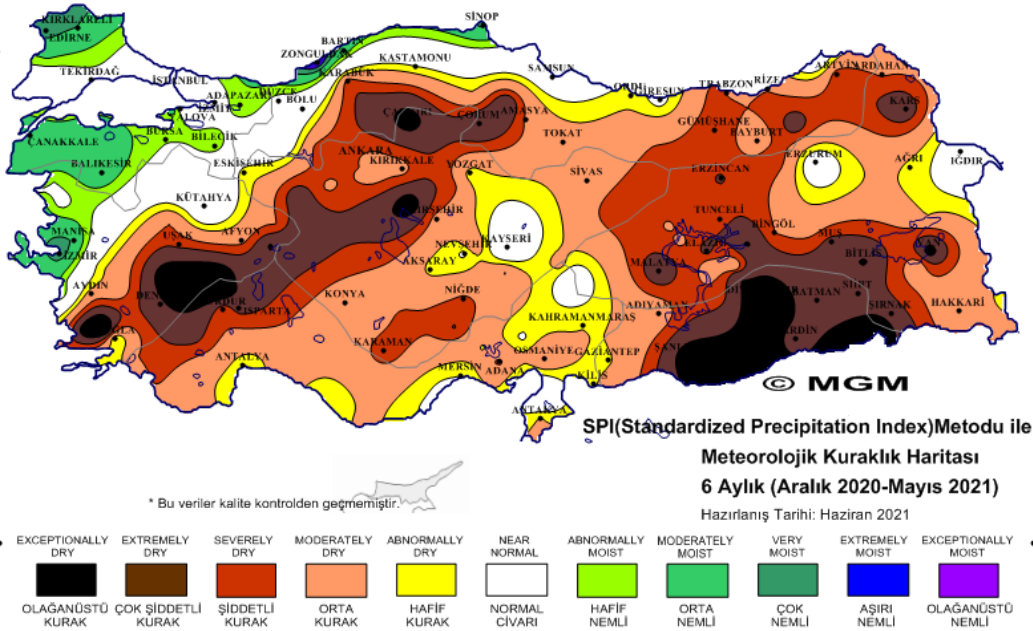 SİNOP
KIRKLARELİ
EDİRNE
BARTIN
ZONGULDAK
KASTAMONU
TEKİRDAĞ
İSTANBUL
KARABÜK
SAMSUN
ARTVİN
ARDAHAN
RİZE
TRABZON
ORDU
GİRESUN
ADAPAZARI
DÜZCE
BOLU
YALOVA
ÇORUM
AMASYA
KARS
BURSA
BİLECİK
GÜMÜŞHANE
BAYBURT
TOKAT
ÇANAKKALE
ANKARA
KIRIKKALE
YOZGAT
ERZURUM
AĞRI
IĞDIR
BALIKESİR
ESKİŞEHİR
SİVAS
ERZİNCAN
KÜTAHYA
TUNCELİ
BİNGÖL
MUŞ
MANİSA
UŞAK
AFYON
NEVŞEHİR
KAYSERİ
ELAZIĞ
VAN
İZMİR
AKSARAY
MALATYA
BİTLİS
AYDIN
NİĞDE
BATMAN
SİİRT
KONYA
ISPARTA
ADIYAMAN
ŞIRNAK
HAKKARİ
KAHRAMANMARAŞ
KARAMAN
ANTALYA
OSMANİYE
GAZİANTEP
MERSİN
ADANA
KİLİS
ANTAKYA
© MGM
SPI(Standardized Precipitation Index)Metodu ile
Meteorolojik Kuraklık Haritası
6 Aylık (Aralık 2020-Mayıs 2021)
Hazırlanış Tarihi: Haziran 2021
* Bu veriler kalite kontrolden geçmemiştir.
EXCEPTIONALLY DRY EXTREMELY DRY SEVERELY DRY MODERATELY DRY ABNORMALLY DRY NEAR NORMAL ABNORMALLY MOIST MODERATELY MOIST VERY MOIST EXTREMELY MOIST EXCEPTIONALLY MOIST
OLAĞANÜSTÜ KURAK ÇOK ŞİDDETLİ KURAK ŞİDDETLİ KURAK ORTA KURAK HAFİF KURAK NORMAL CİVARI HAFİF NEMLİ ORTA NEMLİ ÇOK NEMLİ AŞIRI NEMLİ OLAĞANÜSTÜ NEMLİ